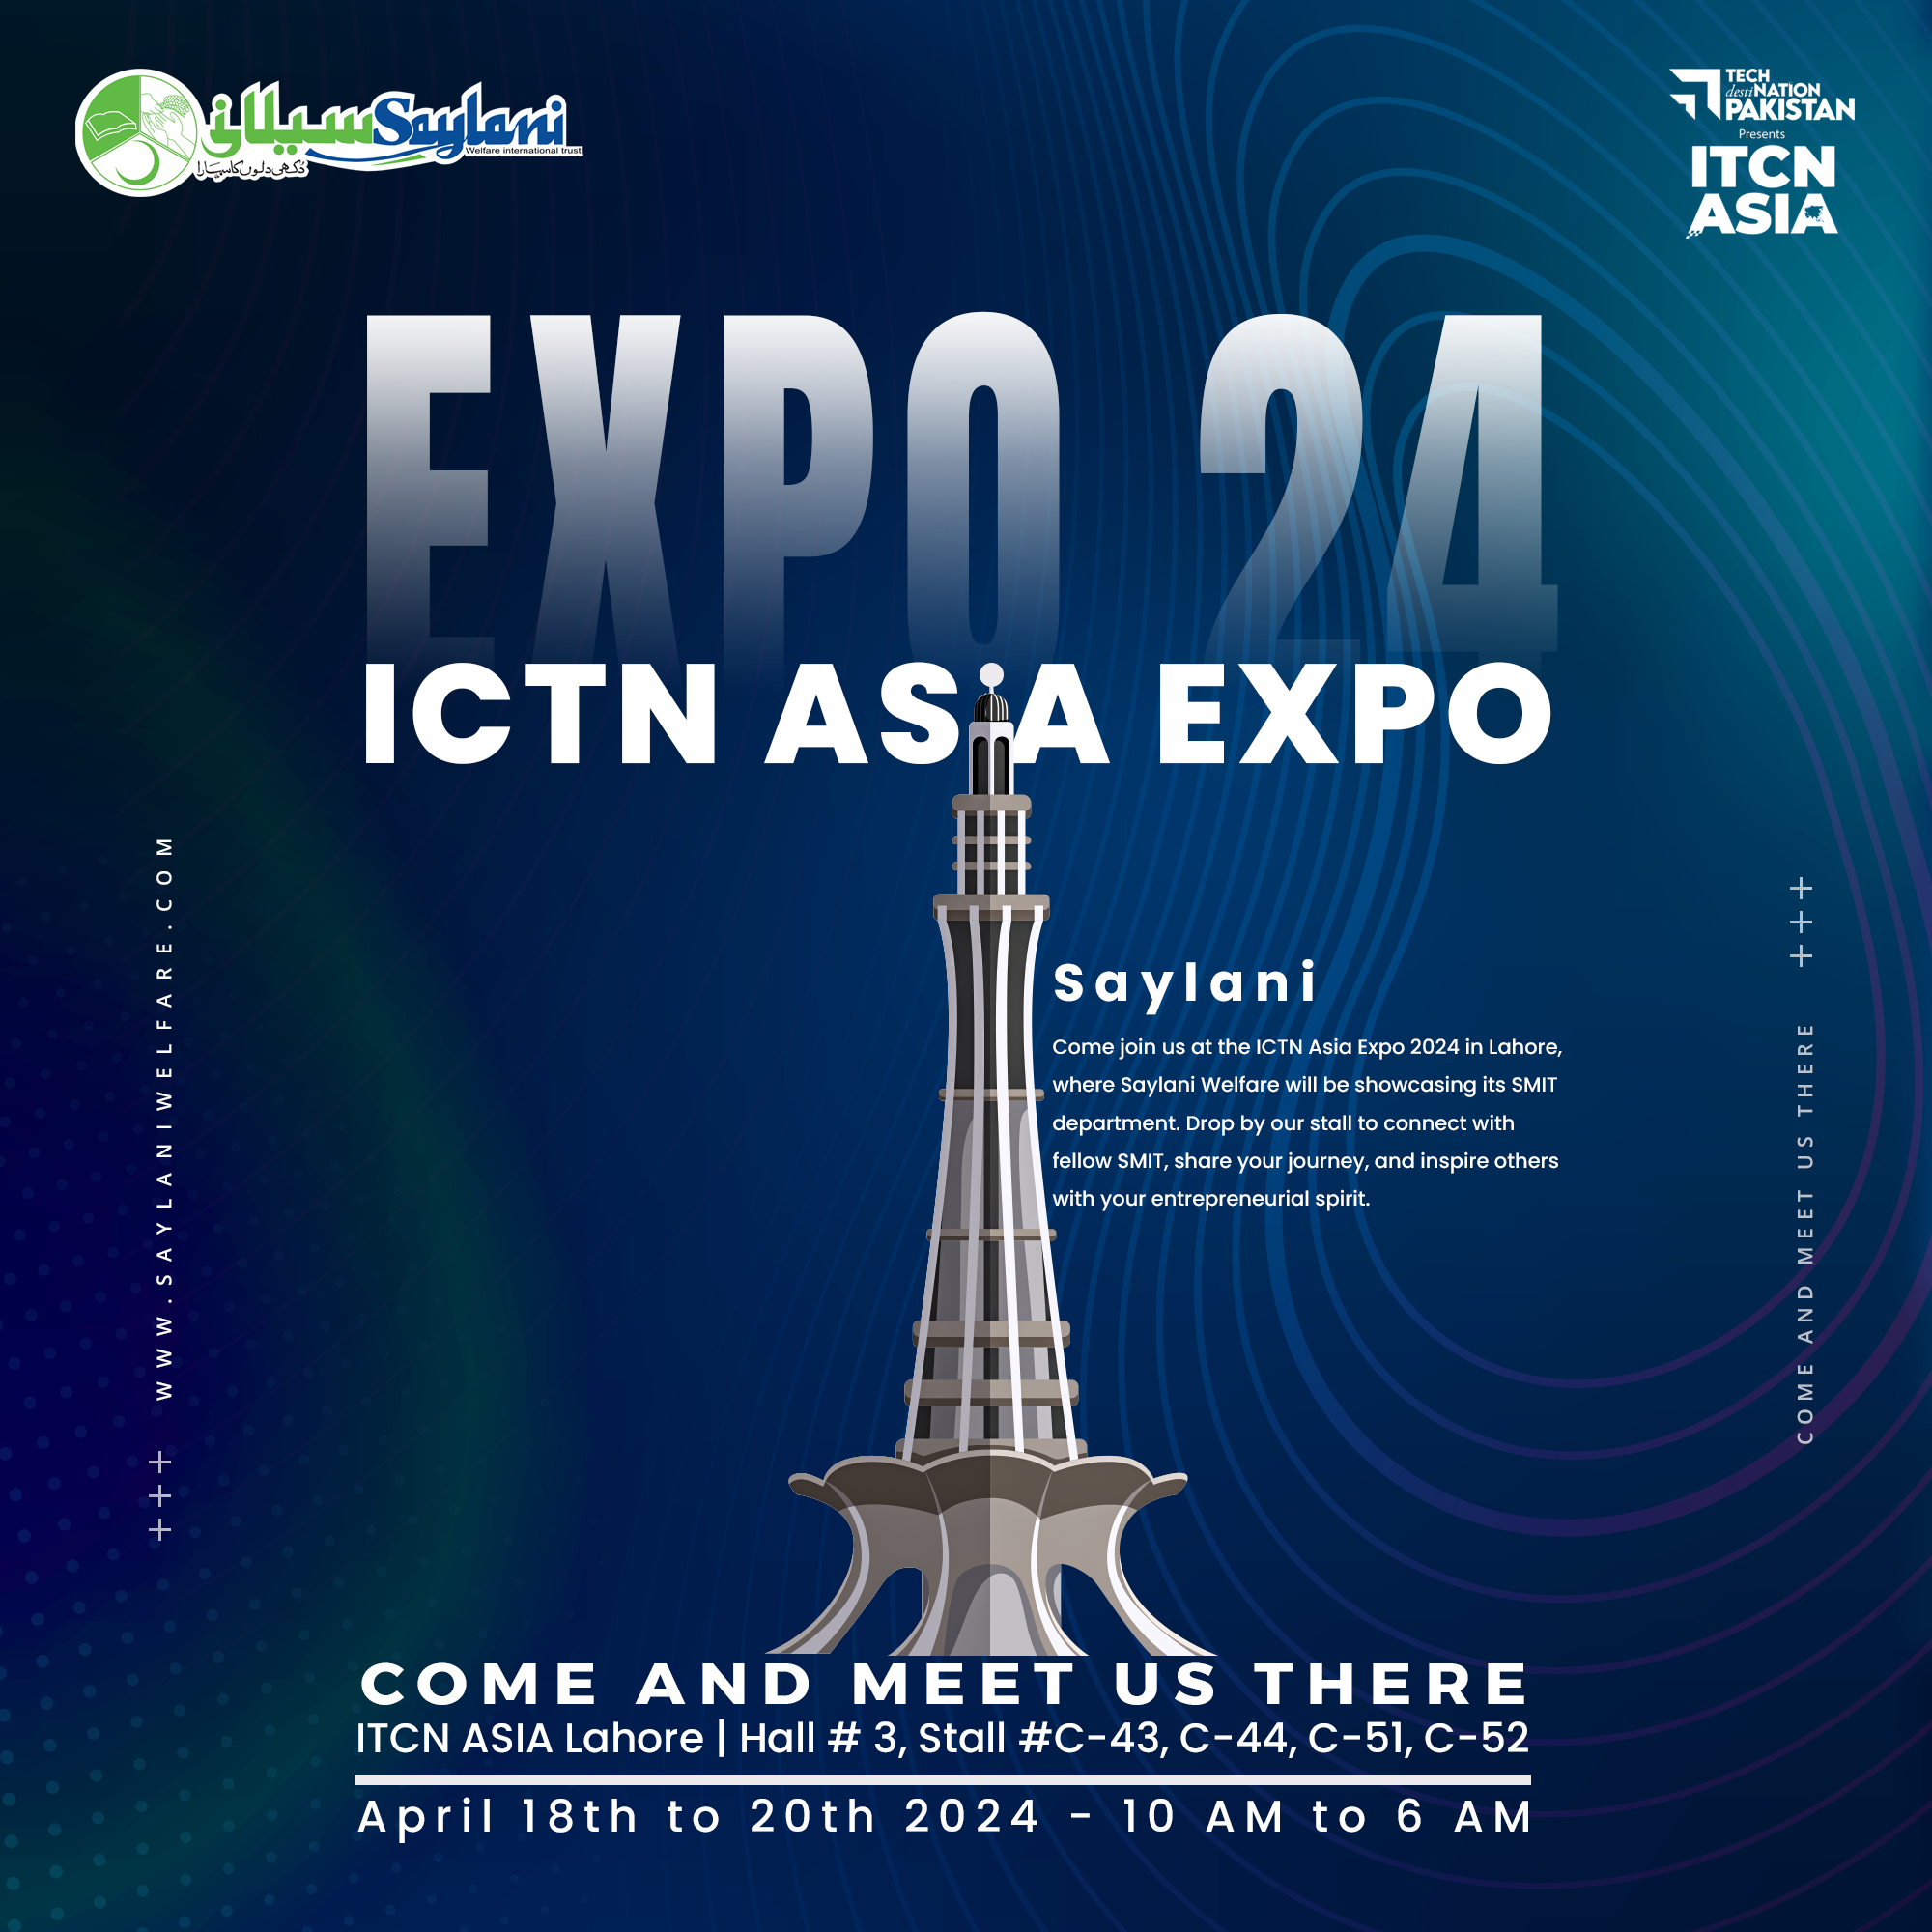 سیلانی Saylani
Welfare international trust
دُکھی دلوں کا سہارا
TECH
destiNATION
PAKISTAN
Presents
ITCN
ASIA
EXPO 24
ICTN ASIA EXPO
WWW.SAYLANIWELFARE.COM
Saylani
Come join us at the ICTN Asia Expo 2024 in Lahore,
where Saylani Welfare will be showcasing its SMIT
department. Drop by our stall to connect with
fellow SMIT, share your journey, and inspire others
with your entrepreneurial spirit.
COME AND MEET US THERE
COME AND MEET US THERE
ITCN ASIA Lahore | Hall # 3, Stall #C-43, C-44, C-51, C-52
April 18th to 20th 2024 - 10 AM to 6 AM